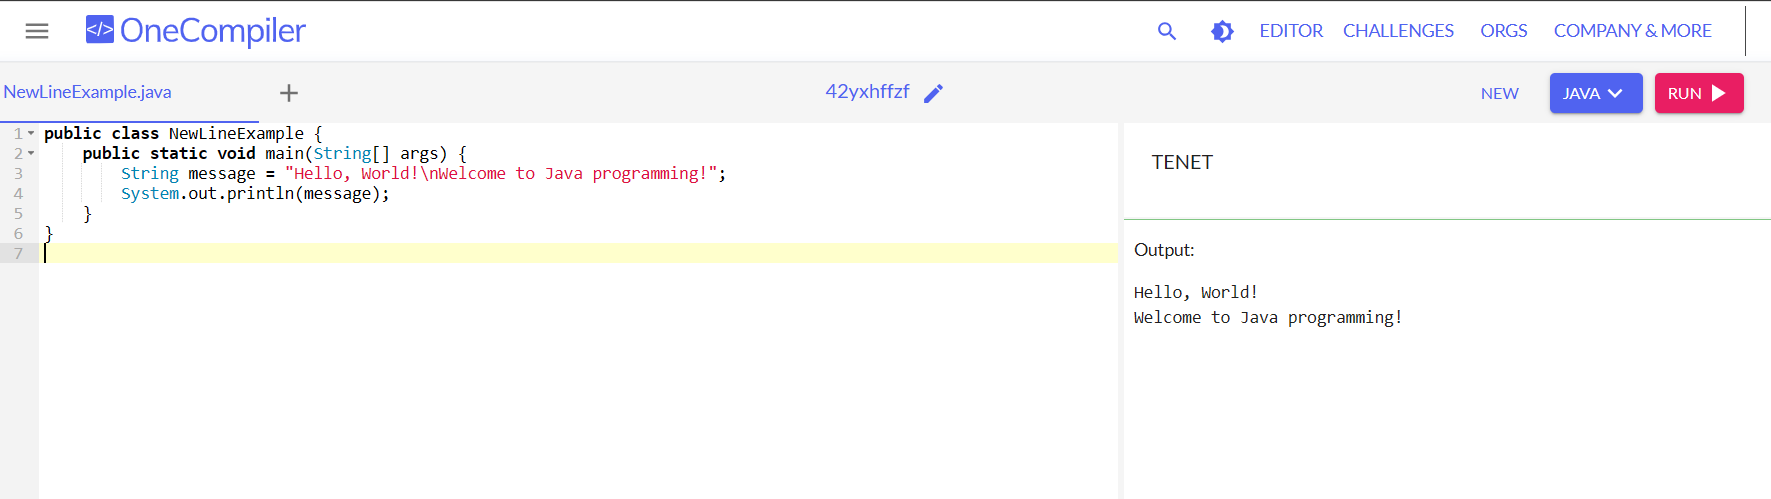 </> OneCompiler EDITOR CHALLENGES ORGS COMPANY & MORE
NewLineExample.java + 42yxhffzf NEW JAVA RUN
1 public class NewLineExample {
2     public static void main(String[] args) {
3         String message = "Hello, World!\nWelcome to Java programming!";
4         System.out.println(message);
5     }
6 }
7
TENET
Output:
Hello, World!
Welcome to Java programming!